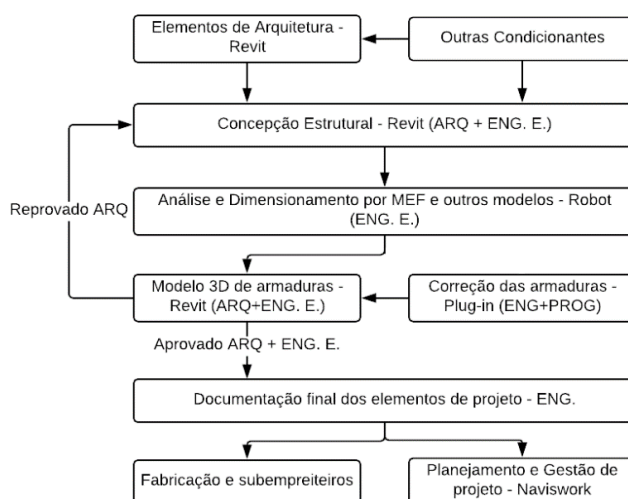 Elementos de Arquitetura -
Revit
Outras Condicionantes
Concepção Estrutural - Revit (ARQ + ENG. E.)
Reprovado ARQ
Análise e Dimensionamento por MEF e outros modelos - Robot
(ENG. E.)
Modelo 3D de armaduras -
Revit (ARQ+ENG. E.)
Correção das armaduras -
Plug-in (ENG+PROG)
Aprovado ARQ + ENG. E.
Documentação final dos elementos de projeto - ENG.
Fabricação e subempreiteiros
Planejamento e Gestão de
projeto - Naviswork